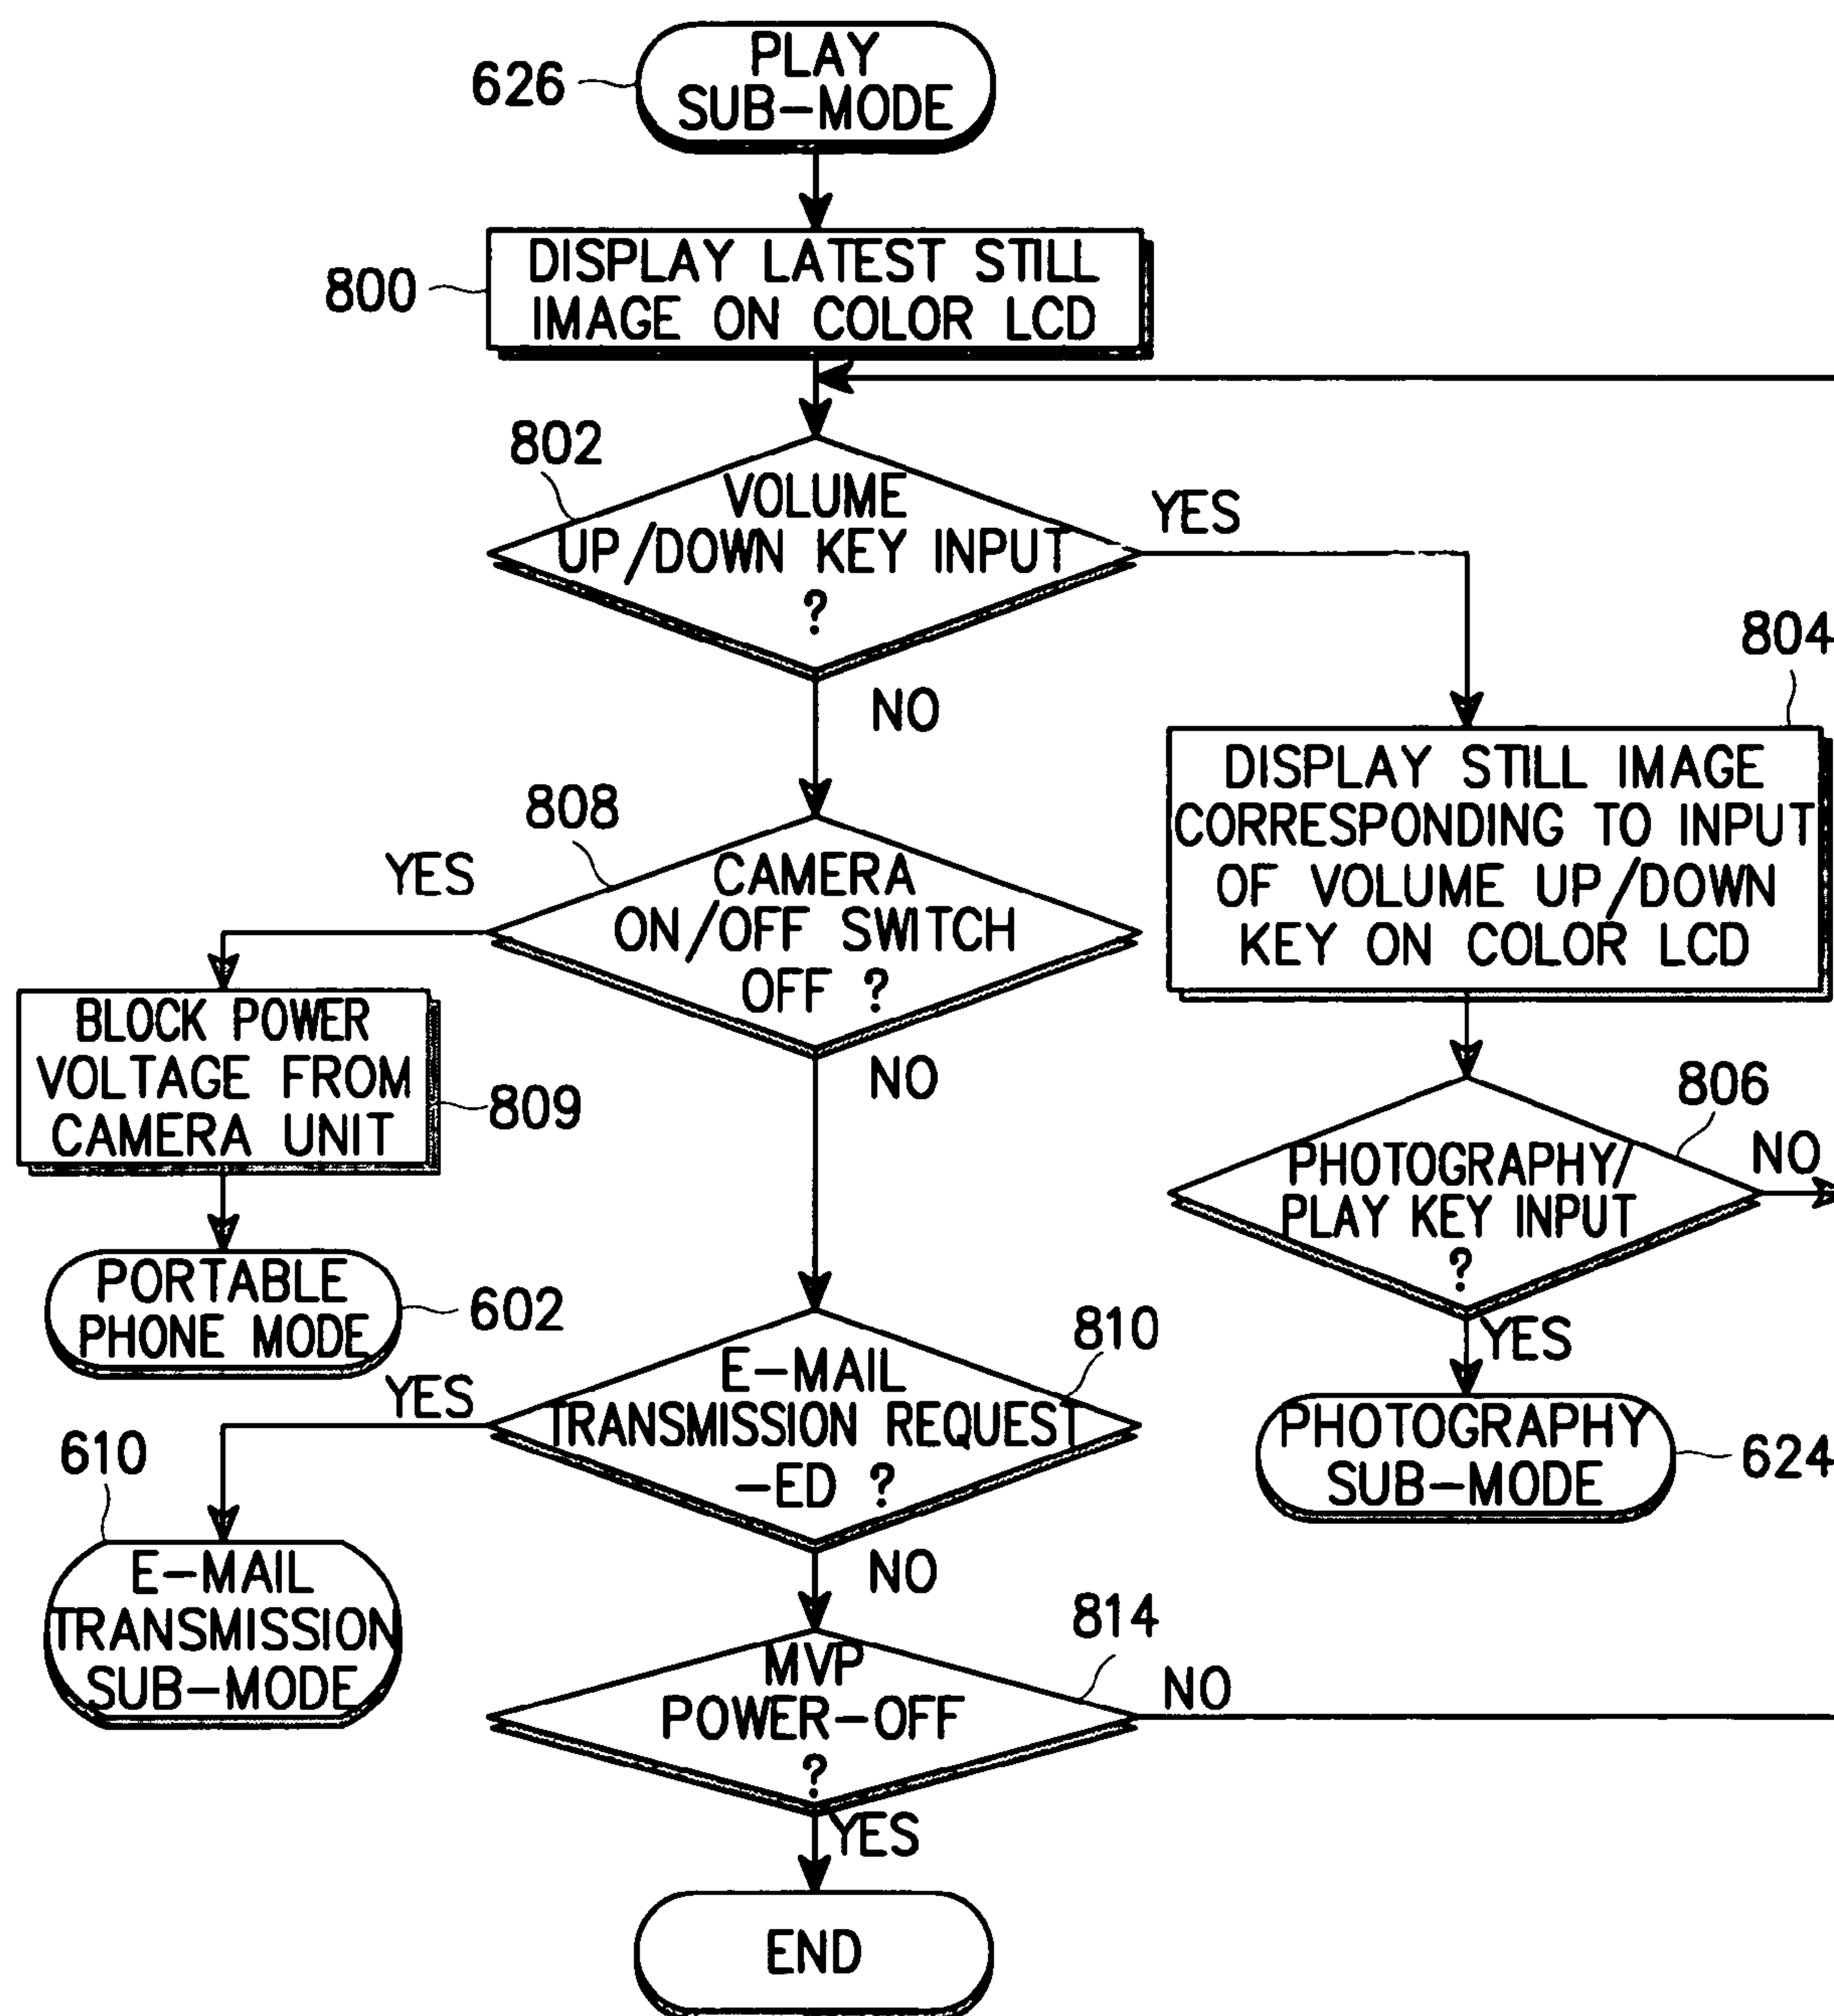 PLAY
SUB-MODE
626
DISPLAY LATEST STILL
IMAGE ON COLOR LCD
800
802
VOLUME
UP/DOWN KEY INPUT
?
YES
NO
804
DISPLAY STILL IMAGE
CORRESPONDING TO INPUT
OF VOLUME UP/DOWN
KEY ON COLOR LCD
808
YES
CAMERA
ON/OFF SWITCH
OFF ?
NO
BLOCK POWER
VOLTAGE FROM
CAMERA UNIT
809
806
PHOTOGRAPHY/
PLAY KEY INPUT
?
NO
YES
PORTABLE
PHONE MODE
602
810
E-MAIL
TRANSMISSION REQUEST
-ED ?
YES
NO
PHOTOGRAPHY
SUB-MODE
624
610
E-MAIL
TRANSMISSION
SUB-MODE
814
MVP
POWER-OFF
?
NO
YES
END